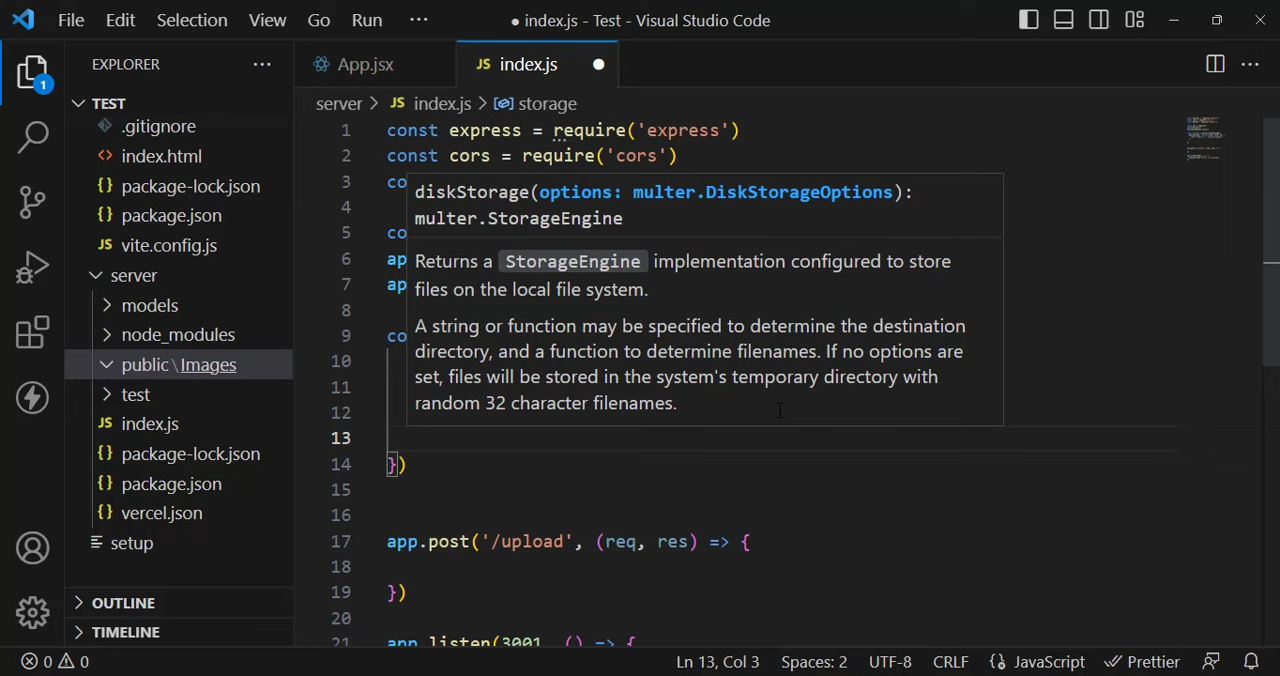 File Edit Selection View Go Run ··· ● index.js - Test - Visual Studio Code
EXPLORER ···
1
TEST
.gitignore
index.html
package-lock.json
package.json
vite.config.js
server
models
node_modules
public\Images
test
index.js
package-lock.json
package.json
vercel.json
setup
OUTLINE
TIMELINE
App.jsx
JS index.js
server > JS index.js > storage
1 const express = require('express')
2 const cors = require('cors')
3 co
4
5 co
6 ap
7 ap
8
9 co
10
11
12
13
14 })
15
16
17 app.post('/upload', (req, res) => {
18
19 })
20
21 app.listen(3001, () => {
diskStorage(options: multer.DiskStorageOptions):
multer.StorageEngine
Returns a StorageEngine implementation configured to store
files on the local file system.
A string or function may be specified to determine the destination
directory, and a function to determine filenames. If no options are
set, files will be stored in the system's temporary directory with
random 32 character filenames.
0 0 Ln 13, Col 3 Spaces: 2 UTF-8 CRLF {} JavaScript Prettier